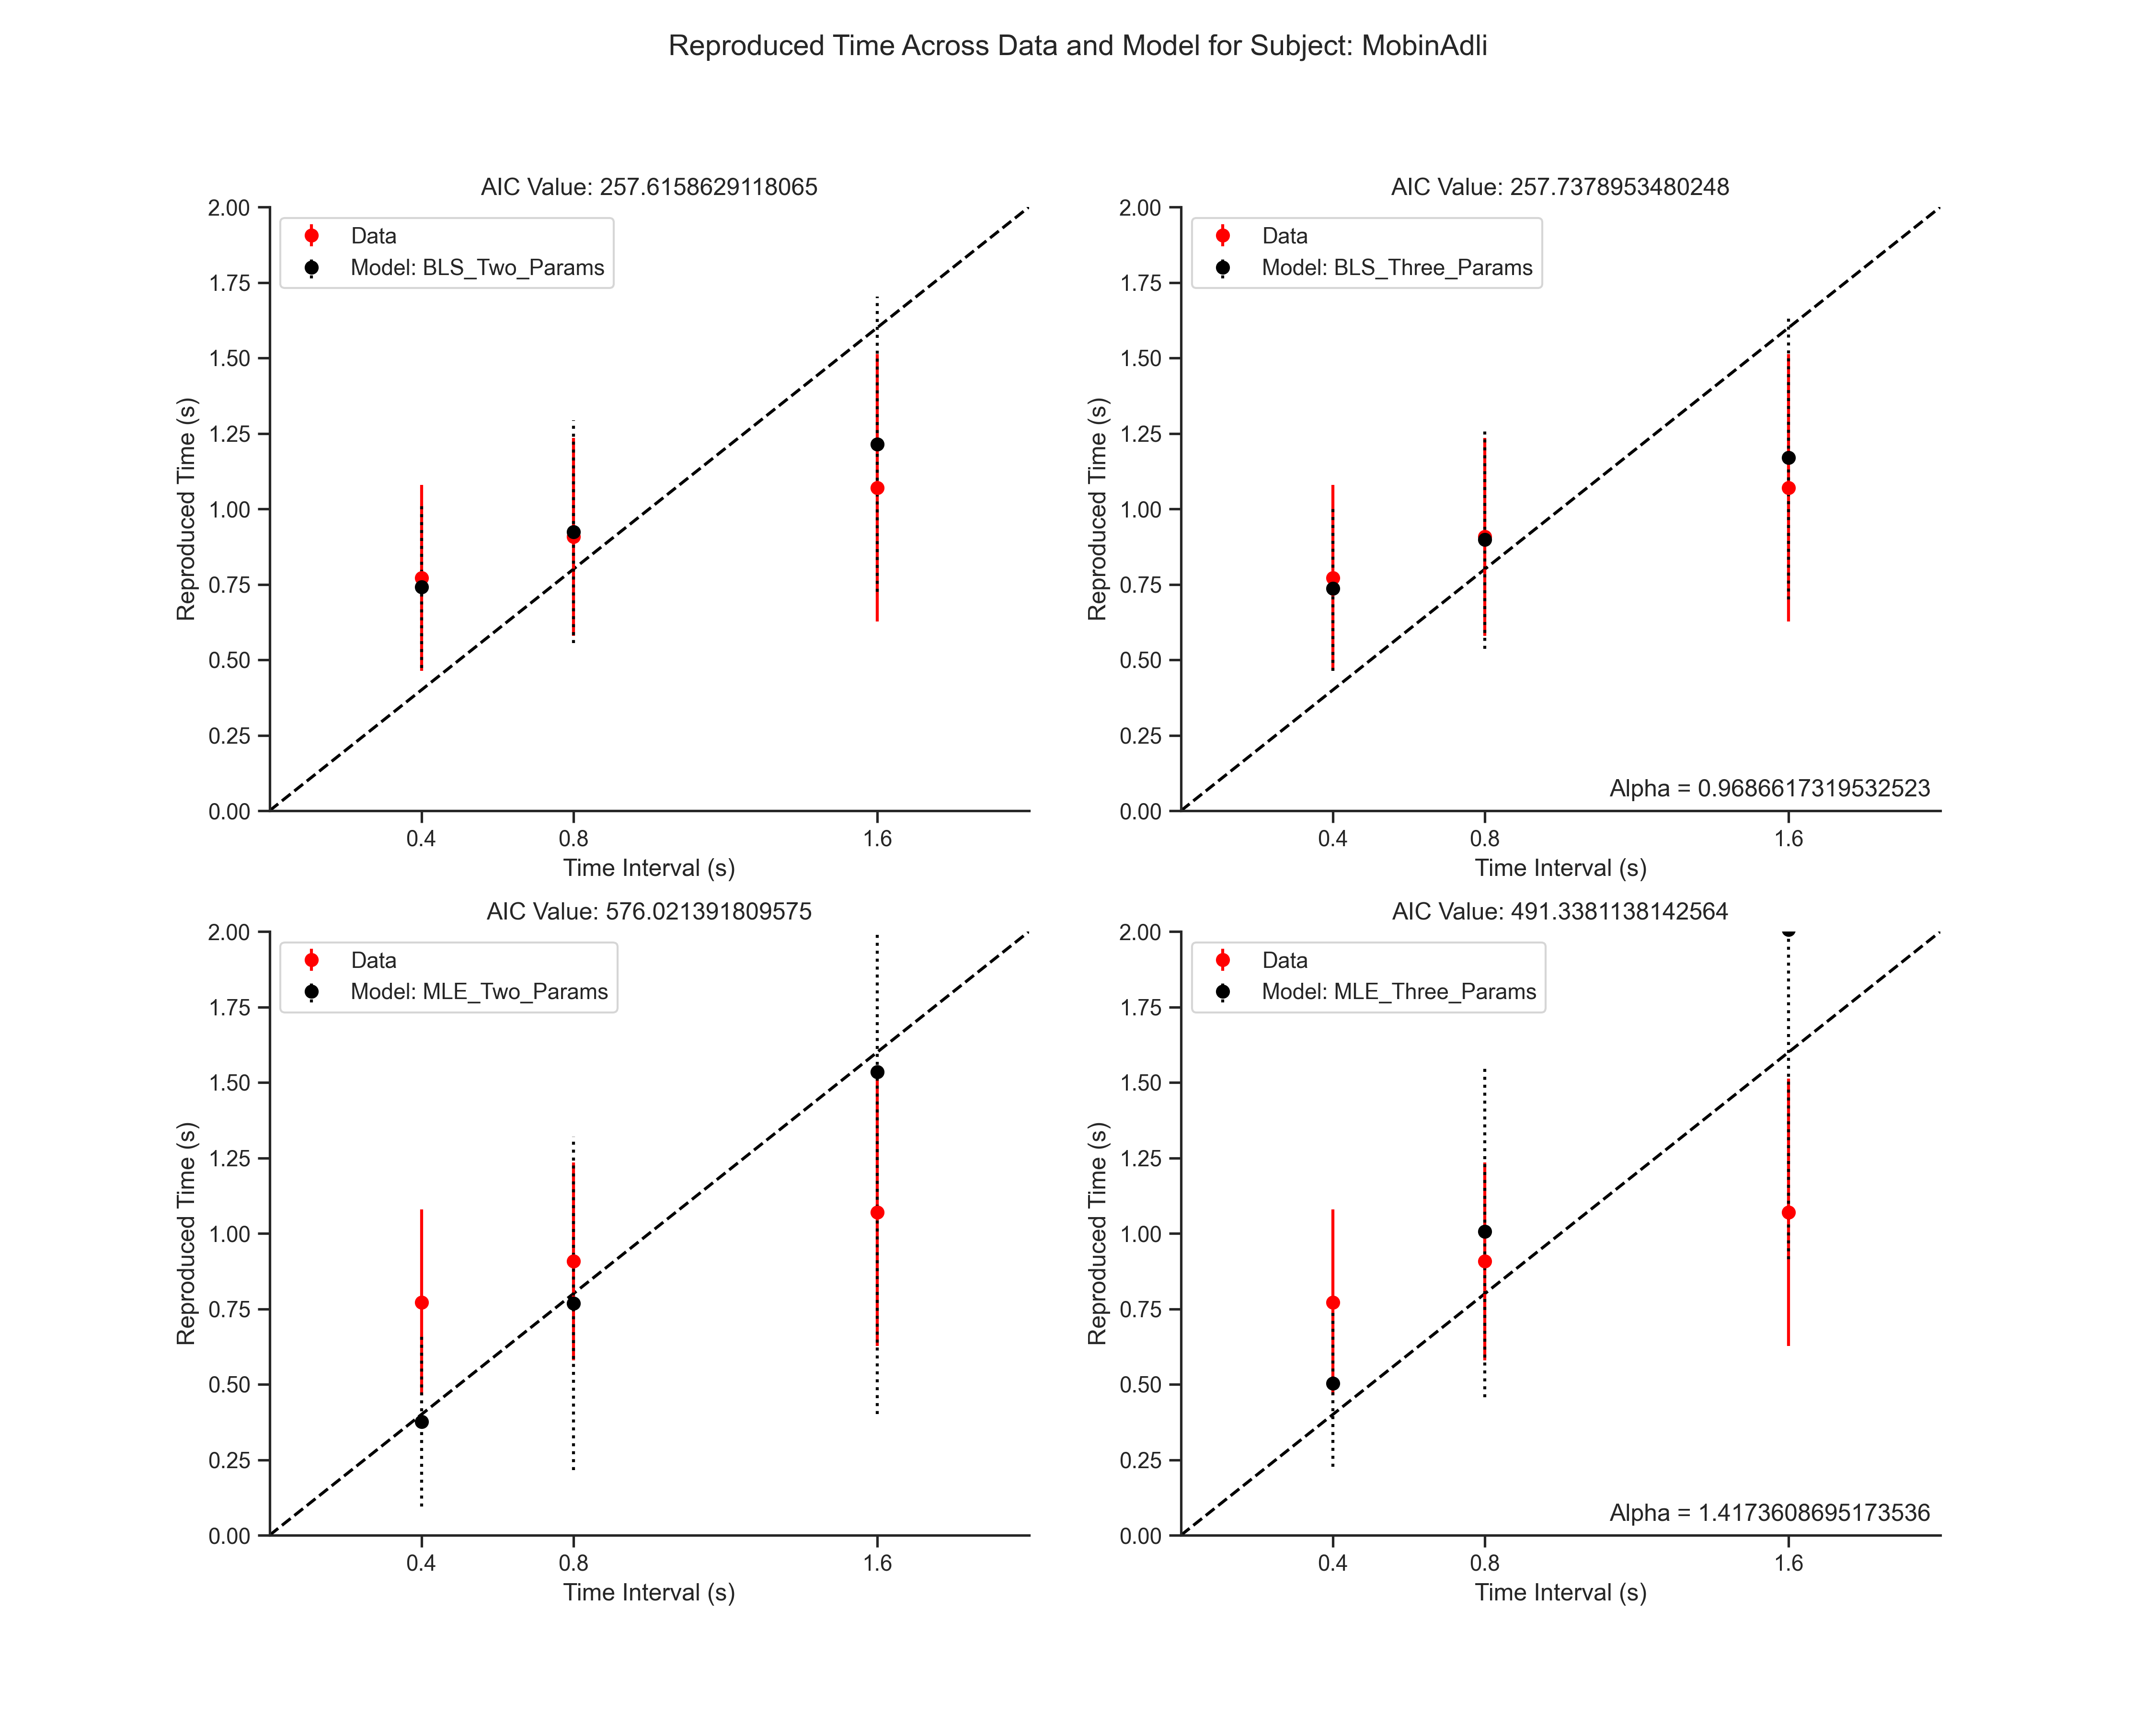 Reproduced Time Across Data and Model for Subject: MobinAdli
AIC Value: 257.6158629118065
2.00
1.75
1.50
1.25
1.00
0.75
0.50
0.25
0.00
Reproduced Time (s)
Data
Model: BLS_Two_Params
0.4
0.8
1.6
Time Interval (s)
AIC Value: 257.7378953480248
2.00
1.75
1.50
1.25
1.00
0.75
0.50
0.25
0.00
Reproduced Time (s)
Data
Model: BLS_Three_Params
Alpha = 0.9686617319532523
0.4
0.8
1.6
Time Interval (s)
AIC Value: 576.021391809575
2.00
1.75
1.50
1.25
1.00
0.75
0.50
0.25
0.00
Reproduced Time (s)
Data
Model: MLE_Two_Params
0.4
0.8
1.6
Time Interval (s)
AIC Value: 491.3381138142564
2.00
1.75
1.50
1.25
1.00
0.75
0.50
0.25
0.00
Reproduced Time (s)
Data
Model: MLE_Three_Params
Alpha = 1.4173608695173536
0.4
0.8
1.6
Time Interval (s)